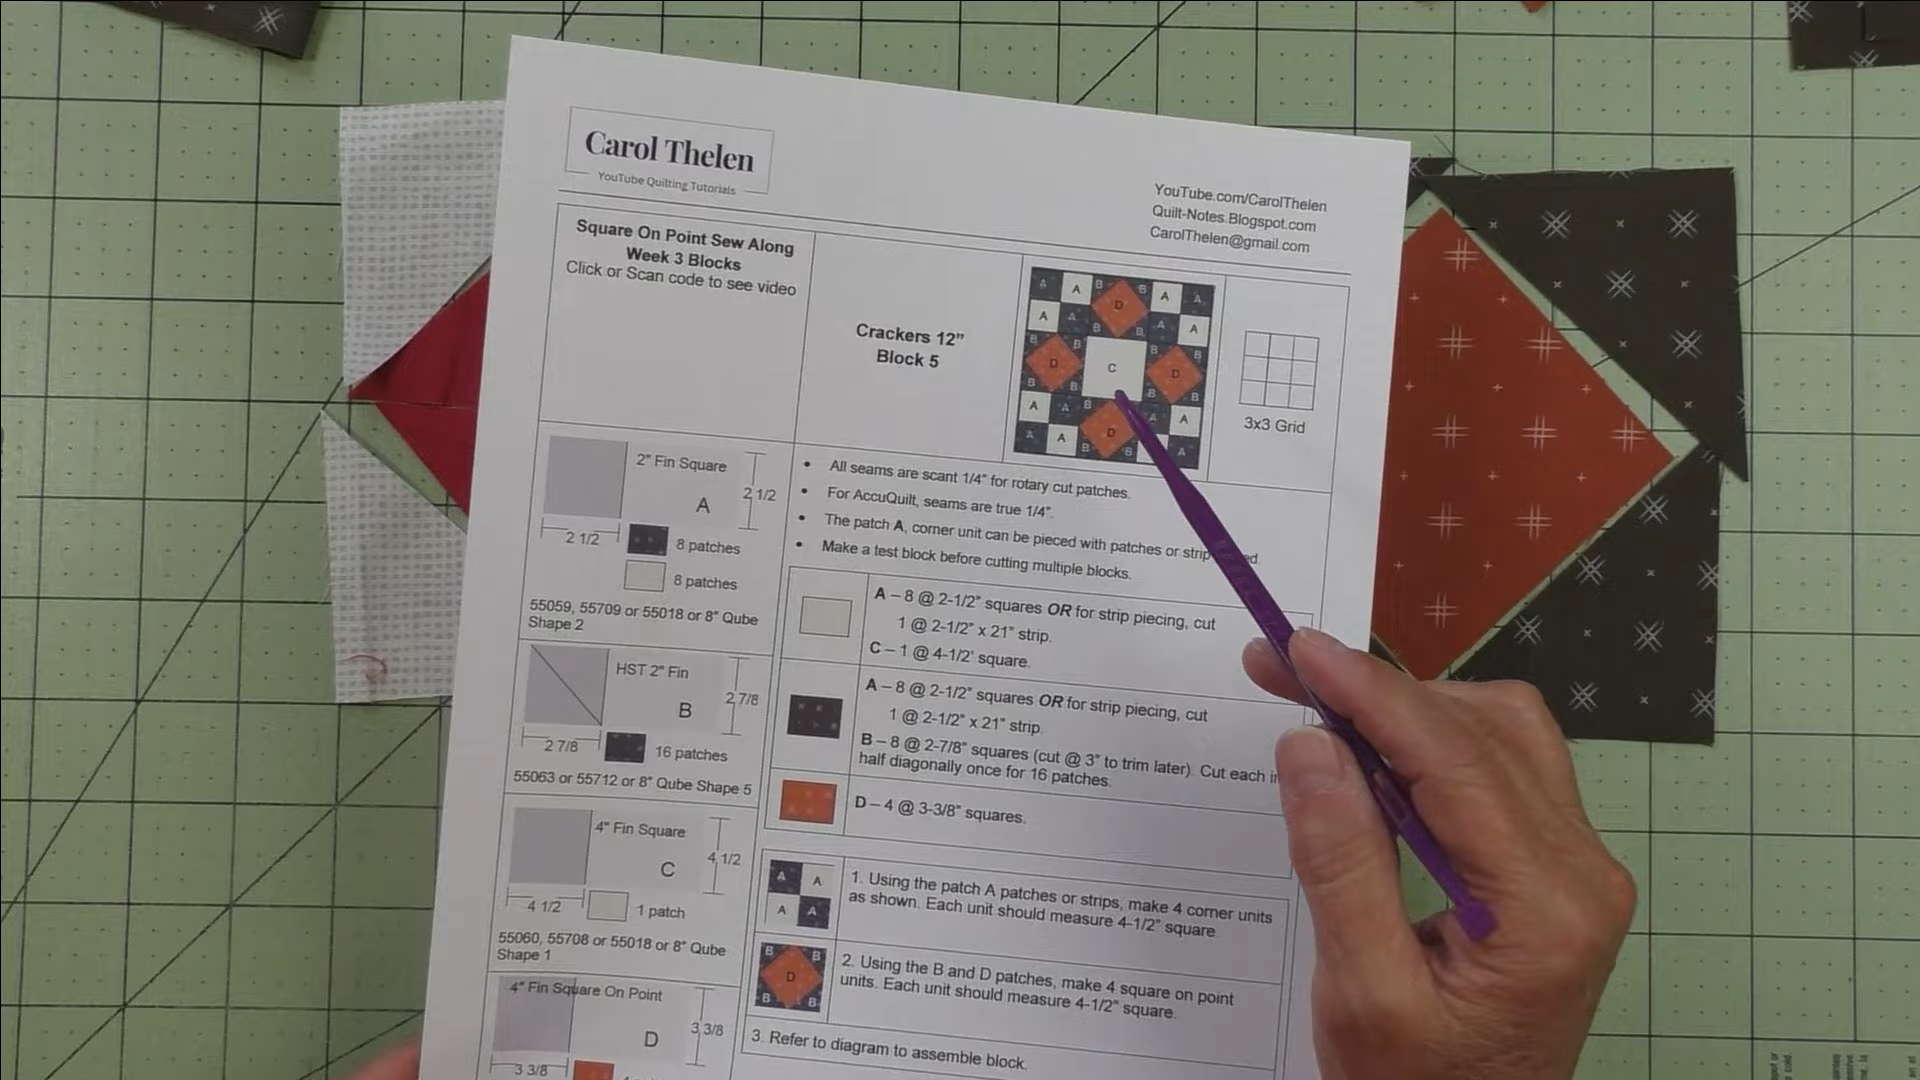 Carol Thelen
YouTube Quilting Tutorials
YouTube.com/CarolThelen
Quilt-Notes.Blogspot.com
CarolThelen@gmail.com
Square On Point Sew Along
Week 3 Blocks
Click or Scan code to see video
Crackers 12”
Block 5
A A B B A A
A A B D B A A
B B B B
D C D
B B B B
A A B B A A
A A B D B A
3x3 Grid
2” Fin Square
A
2 1/2
2 1/2
8 patches
8 patches
55059, 55709 or 55018 or 8” Qube
Shape 2
HST 2” Fin
B
2 7/8
2 7/8
16 patches
55063 or 55712 or 8” Qube Shape 5
4” Fin Square
C
4 1/2
4 1/2
1 patch
55060, 55708 or 55018 or 8” Qube
Shape 1
4” Fin Square On Point
D
3 3/8
3 3/8
• All seams are scant 1/4” for rotary cut patches.
• For AccuQuilt, seams are true 1/4”.
• The patch A, corner unit can be pieced with patches or strip
• Make a test block before cutting multiple blocks.
A – 8 @ 2-1/2” squares OR for strip piecing, cut
1 @ 2-1/2” x 21” strip.
C – 1 @ 4-1/2’ square.
A – 8 @ 2-1/2” squares OR for strip piecing, cut
1 @ 2-1/2” x 21” strip.
B – 8 @ 2-7/8” squares (cut @ 3” to trim later). Cut each in
half diagonally once for 16 patches.
D – 4 @ 3-3/8” squares.
A A
A A
1. Using the patch A patches or strips, make 4 corner units
as shown. Each unit should measure 4-1/2” square
B B
D
B B
2. Using the B and D patches, make 4 square on point
units. Each unit should measure 4-1/2” square.
3. Refer to diagram to assemble block.